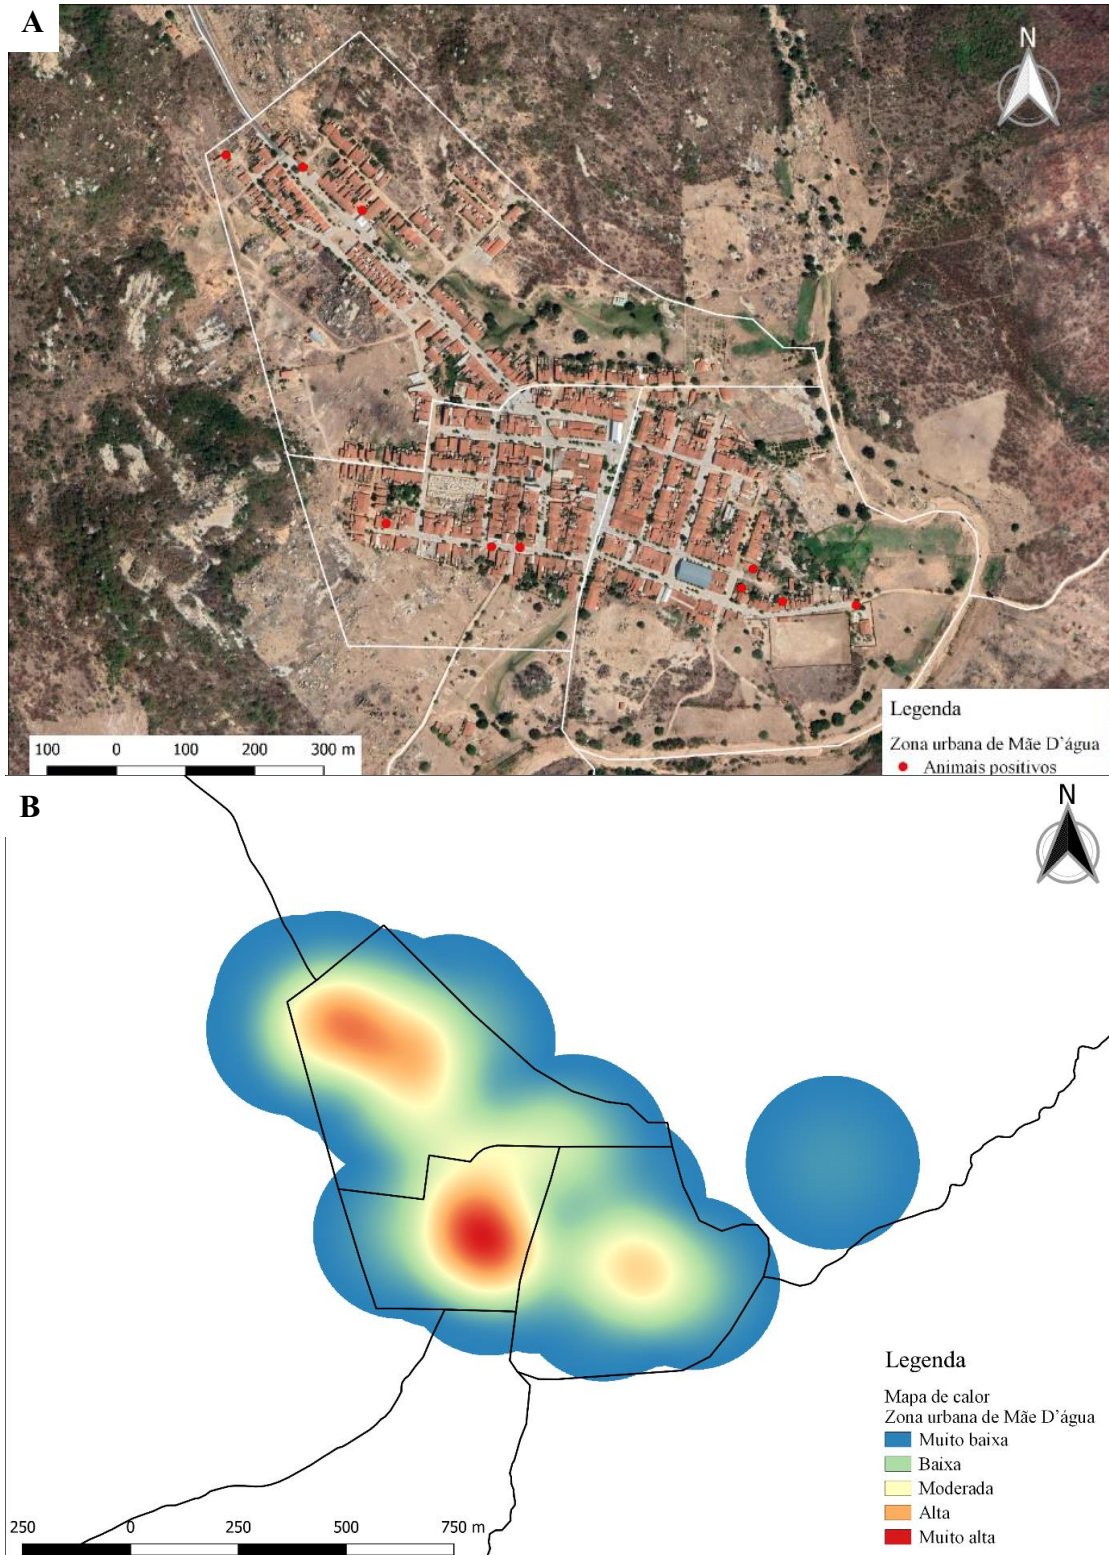 A
N
Legenda
Zona urbana de Mãe D'água
Animais positivos
100 0 100 200 300 m
B
N
Legenda
Mapa de calor
Zona urbana de Mãe D'água
Muito baixa
Baixa
Moderada
Alta
Muito alta
250 0 250 500 750 m